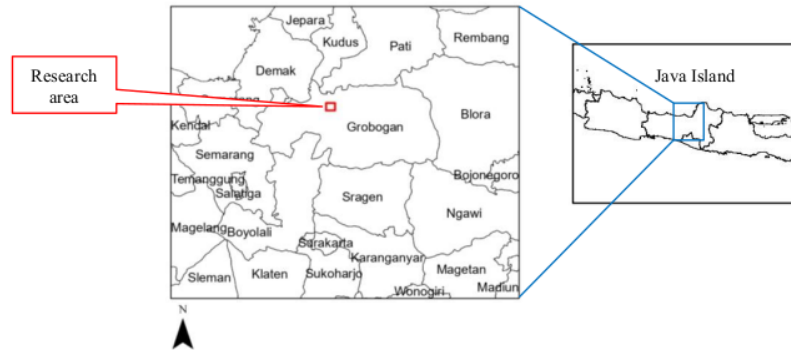 Jepara
Kudus
Pati
Rembang
Research
area
Demak
Java Island
Kendal
Grobogan
Blora
Semarang
Temanggung
Salatiga
Bojonegoro
Sragen
Ngawi
Magelang
Boyolali
Surakarta
Karanganyar
Sleman
Klaten
Sukoharjo
Magetan
Wonogiri
Madiun
N